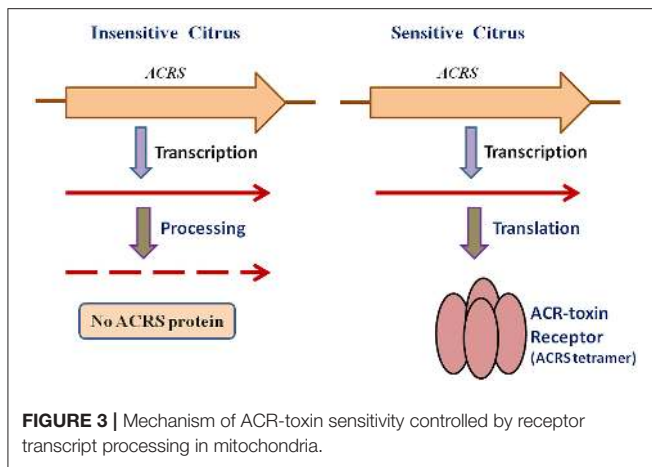 Insensitive Citrus
ACRS
Transcription
Processing
No ACRS protein
Sensitive Citrus
ACRS
Transcription
Translation
ACR-toxin
Receptor
(ACRS tetramer)
FIGURE 3 | Mechanism of ACR-toxin sensitivity controlled by receptor
transcript processing in mitochondria.